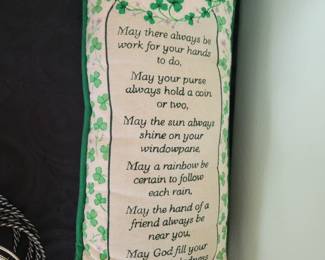 May there always be
work for your hands
to do,
May your purse
always hold a coin
or two,
May the sun always
shine on your
windowpane,
May a rainbow be
certain to follow
each rain,
May the hand of a
friend always be
near you,
May God fill your